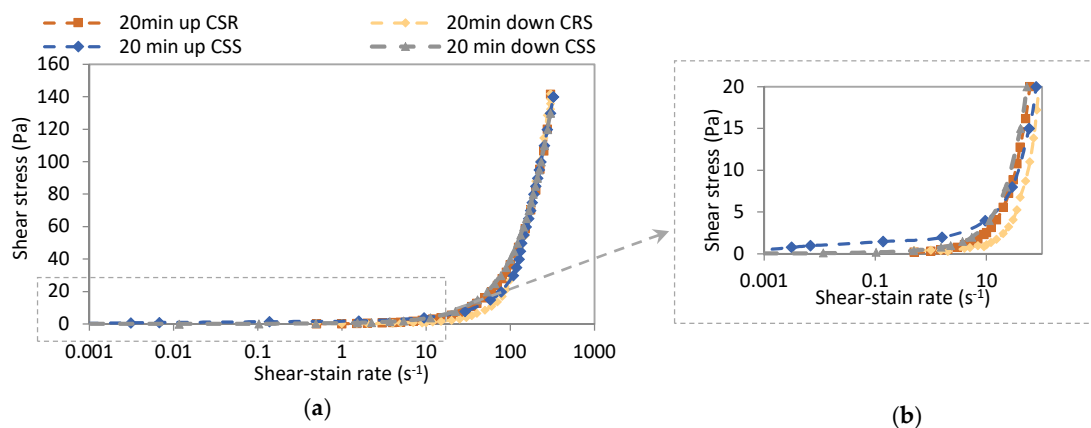 20min up CSR 20min down CRS
20 min up CSS 20 min down CSS
160
140
120
100
80
60
40
20
0
Shear stress (Pa)
0.001 0.01 0.1 1 10 100 1000
Shear-stain rate (s⁻¹)
(a)
20
15
10
5
0
Shear stress (Pa)
0.001 0.1 10
Shear-stain rate (s⁻¹)
(b)